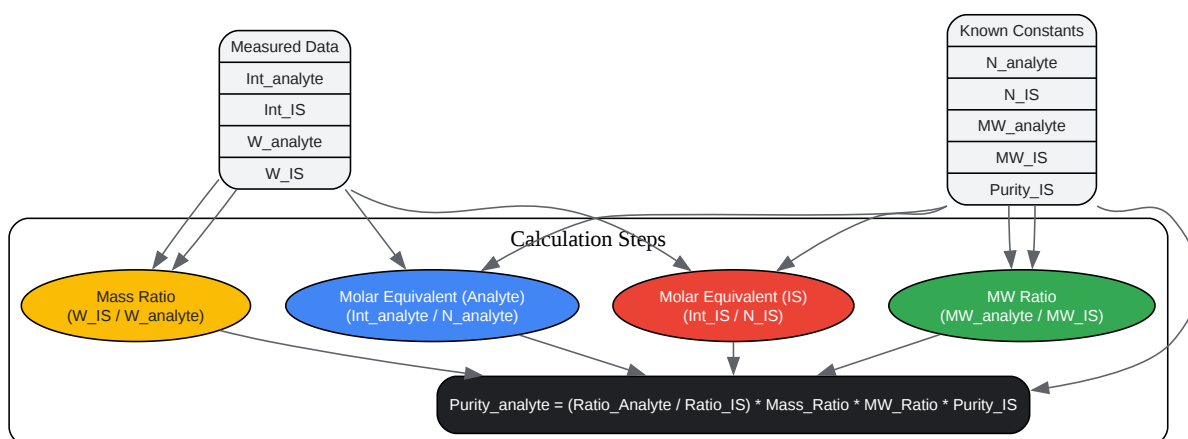 Measured Data
Int_analyte
Int_IS
W_analyte
W_IS
Known Constants
N_analyte
N_IS
MW_analyte
MW_IS
Purity_IS
Calculation Steps
Mass Ratio
(W_IS / W_analyte)
Molar Equivalent (Analyte)
(Int_analyte / N_analyte)
Molar Equivalent (IS)
(Int_IS / N_IS)
MW Ratio
(MW_analyte / MW_IS)
Purity_analyte = (Ratio_Analyte / Ratio_IS) * Mass_Ratio * MW_Ratio * Purity_IS